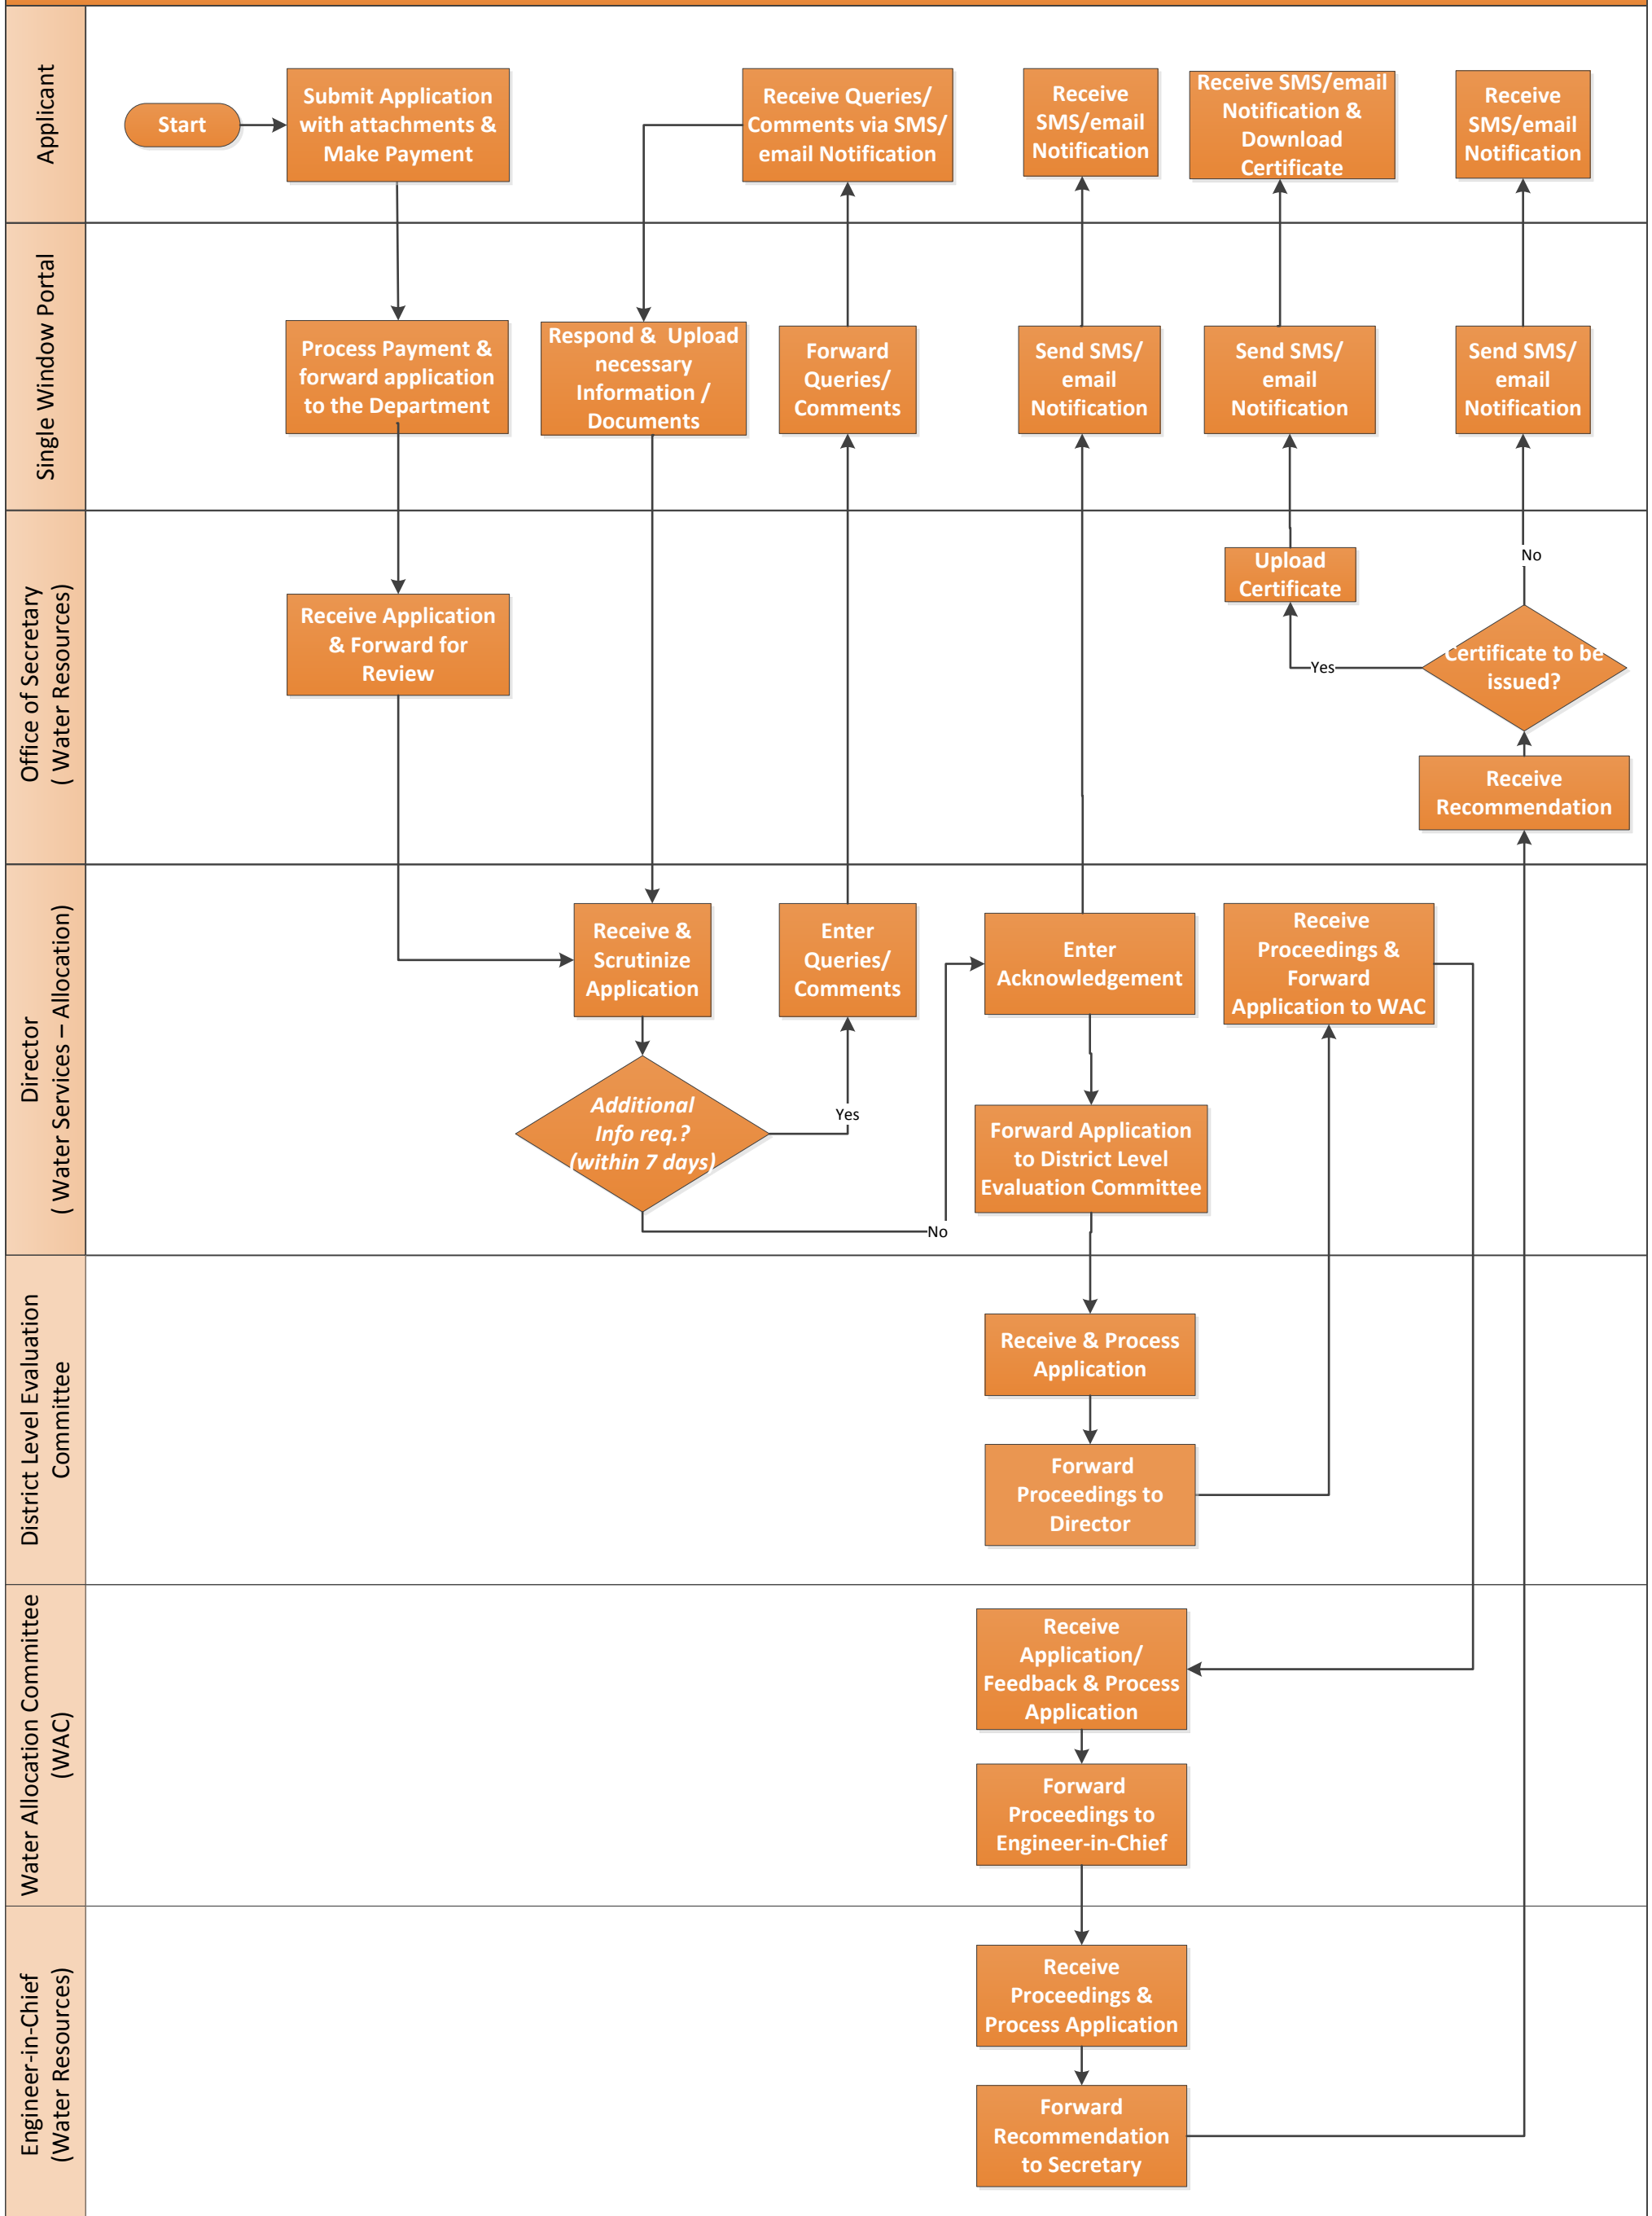 Applicant
Start
Submit Application
with attachments &
Make Payment
Receive Queries/
Comments via SMS/
email Notification
Receive
SMS/email
Notification
Receive SMS/email
Notification &
Download
Certificate
Receive
SMS/email
Notification
Single Window Portal
Process Payment &
forward application
to the Department
Respond & Upload
necessary
Information /
Documents
Forward
Queries/
Comments
Send SMS/
email
Notification
Send SMS/
email
Notification
Send SMS/
email
Notification
Office of Secretary
( Water Resources)
Receive Application
& Forward for
Review
Upload
Certificate
No
Yes
Certificate to be
issued?
Receive
Recommendation
Director
( Water Services – Allocation)
Receive &
Scrutinize
Application
Enter
Queries/
Comments
Enter
Acknowledgement
Receive
Proceedings &
Forward
Application to WAC
Additional
Info req.?
(within 7 days)
Yes
No
Forward Application
to District Level
Evaluation Committee
District Level Evaluation
Committee
Receive & Process
Application
Forward
Proceedings to
Director
Water Allocation Committee
(WAC)
Receive
Application/
Feedback & Process
Application
Forward
Proceedings to
Engineer-in-Chief
Engineer-in-Chief
(Water Resources)
Receive
Proceedings &
Process Application
Forward
Recommendation
to Secretary